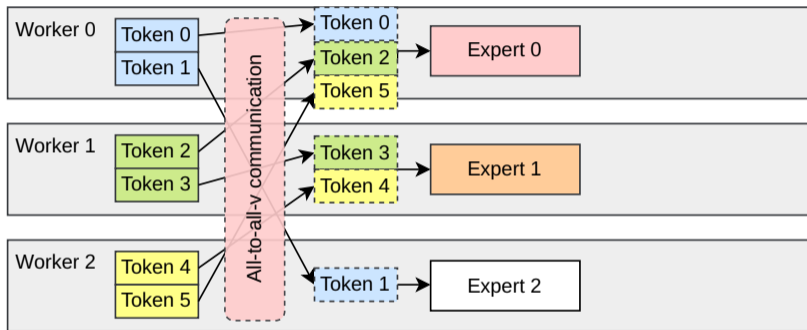 Worker 0
Token 0
Token 1
Token 0
Token 2
Token 5
Expert 0
Worker 1
Token 2
Token 3
Token 3
Token 4
Expert 1
Worker 2
Token 4
Token 5
Token 1
Expert 2
All-to-all-v communication